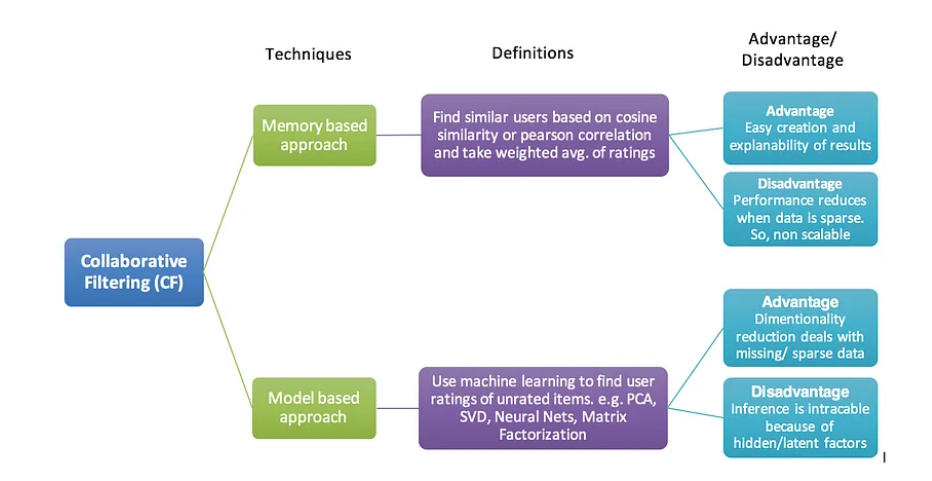 Techniques
Definitions
Advantage/
Disadvantage
Collaborative
Filtering (CF)
Memory based
approach
Find similar users based on cosine
similarity or pearson correlation
and take weighted avg. of ratings
Advantage
Easy creation and
explanability of results
Disadvantage
Performance reduces
when data is sparse.
So, non scalable
Model based
approach
Use machine learning to find user
ratings of unrated items. e.g. PCA,
SVD, Neural Nets, Matrix
Factorization
Advantage
Dimentionality
reduction deals with
missing/ sparse data
Disadvantage
Inference is intracable
because of
hidden/latent factors